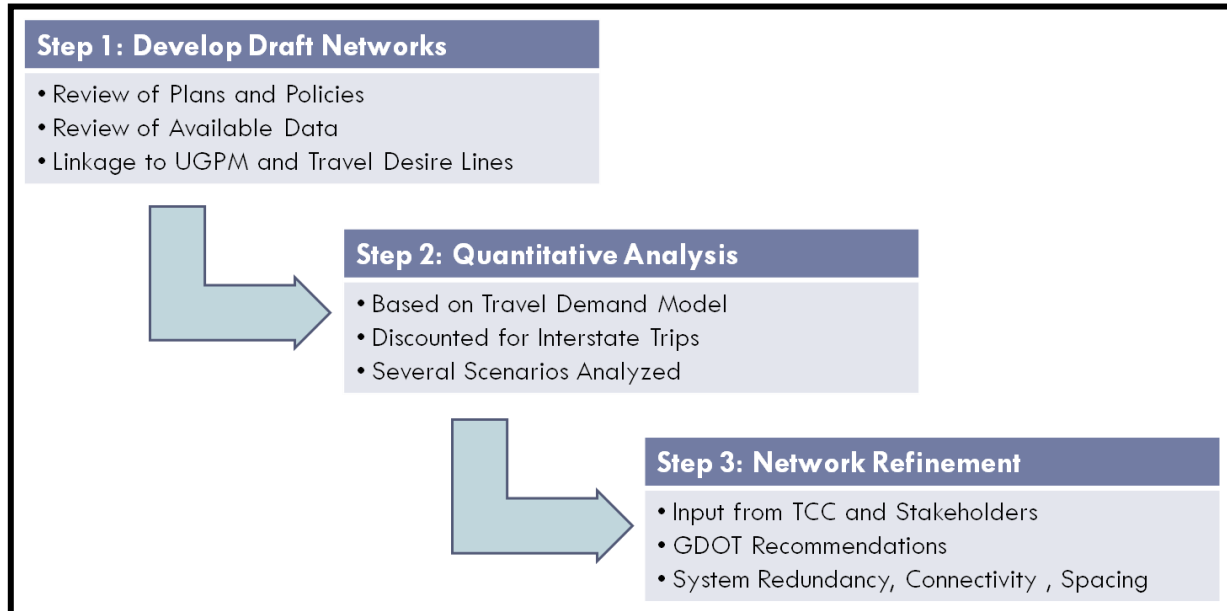 Step 1: Develop Draft Networks
• Review of Plans and Policies
• Review of Available Data
• Linkage to UGPM and Travel Desire Lines
Step 2: Quantitative Analysis
• Based on Travel Demand Model
• Discounted for Interstate Trips
• Several Scenarios Analyzed
Step 3: Network Refinement
• Input from TCC and Stakeholders
• GDOT Recommendations
• System Redundancy, Connectivity , Spacing